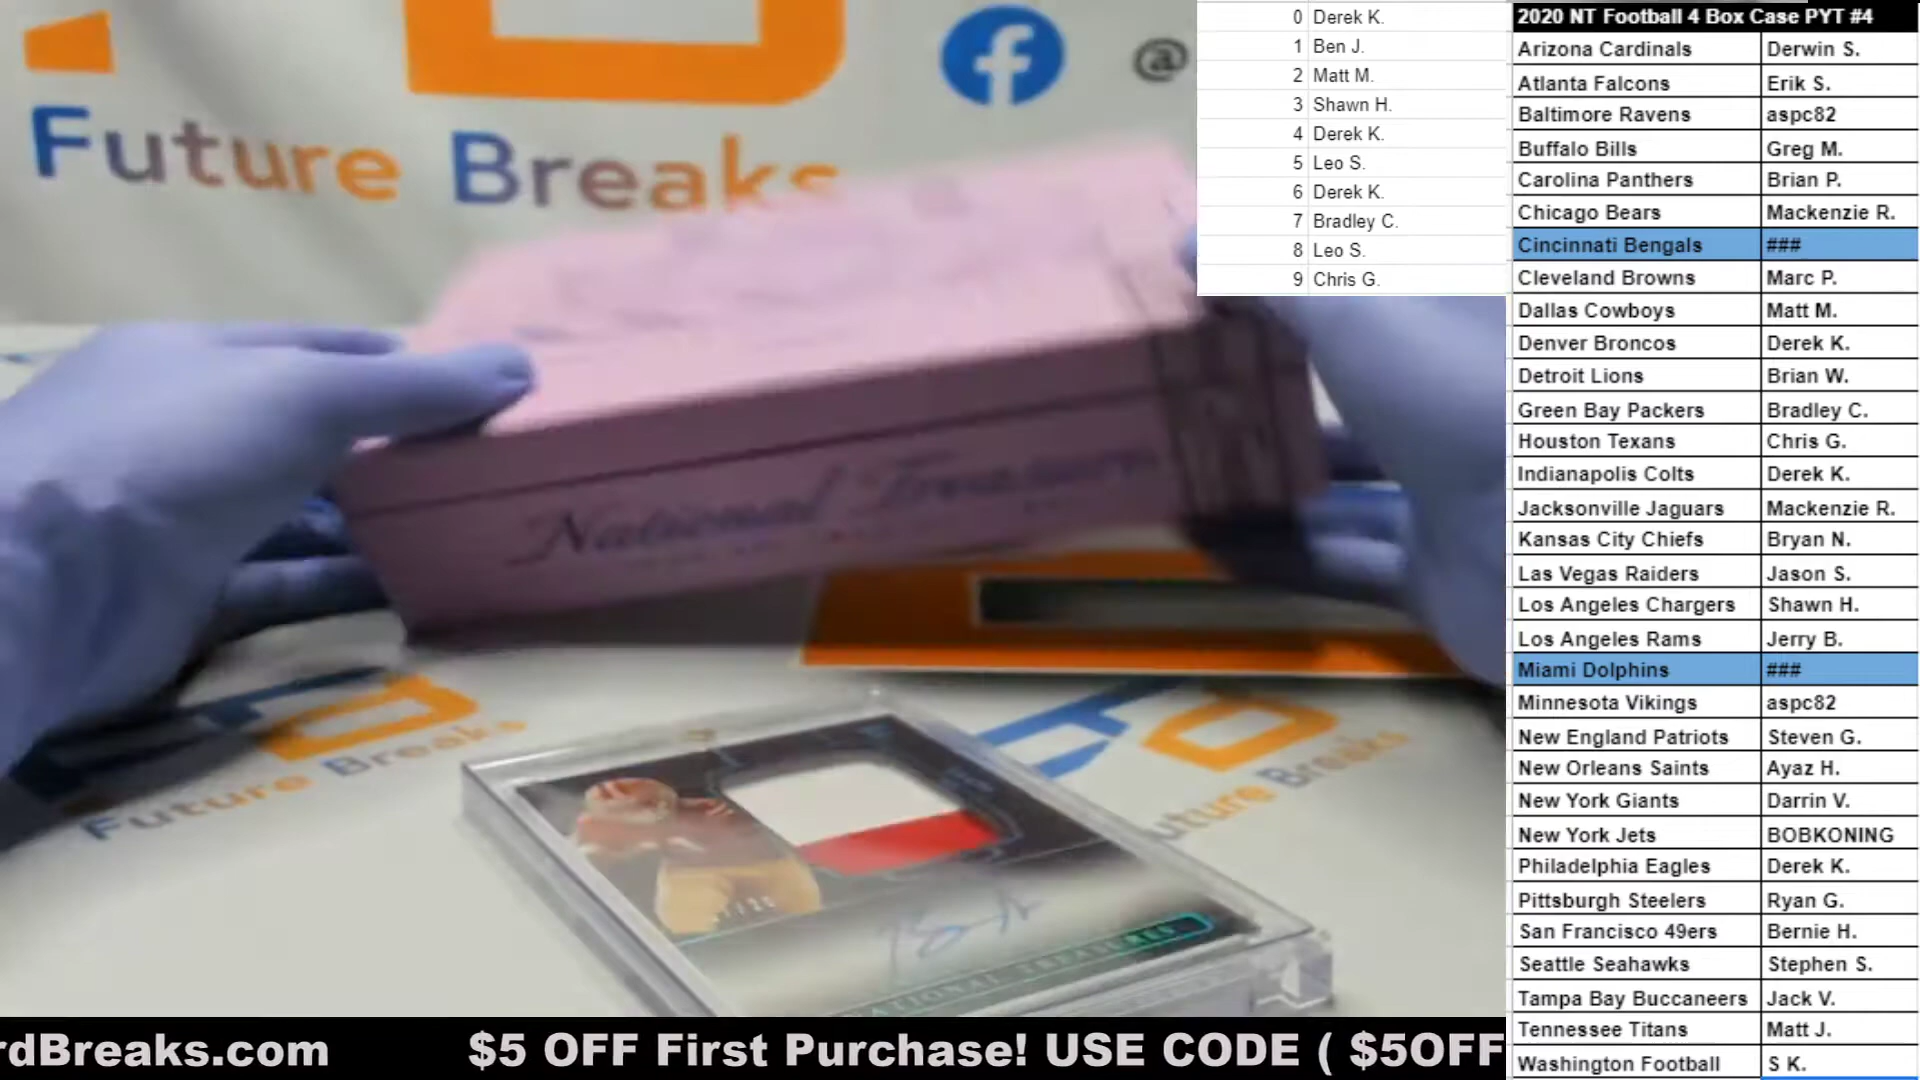 Future Breaks
@
National Treasures
Future Breaks
Future Breaks
NATIONAL TREASURES
0 Derek K.
1 Ben J.
2 Matt M.
3 Shawn H.
4 Derek K.
5 Leo S.
6 Derek K.
7 Bradley C.
8 Leo S.
9 Chris G.
2020 NT Football 4 Box Case PYT #4
Arizona Cardinals Derwin S.
Atlanta Falcons Erik S.
Baltimore Ravens aspc82
Buffalo Bills Greg M.
Carolina Panthers Brian P.
Chicago Bears Mackenzie R.
Cincinnati Bengals ###
Cleveland Browns Marc P.
Dallas Cowboys Matt M.
Denver Broncos Derek K.
Detroit Lions Brian W.
Green Bay Packers Bradley C.
Houston Texans Chris G.
Indianapolis Colts Derek K.
Jacksonville Jaguars Mackenzie R.
Kansas City Chiefs Bryan N.
Las Vegas Raiders Jason S.
Los Angeles Chargers Shawn H.
Los Angeles Rams Jerry B.
Miami Dolphins ###
Minnesota Vikings aspc82
New England Patriots Steven G.
New Orleans Saints Ayaz H.
New York Giants Darrin V.
New York Jets BOBKONING
Philadelphia Eagles Derek K.
Pittsburgh Steelers Ryan G.
San Francisco 49ers Bernie H.
Seattle Seahawks Stephen S.
Tampa Bay Buccaneers Jack V.
Tennessee Titans Matt J.
Washington Football S K.
rdBreaks.com $5 OFF First Purchase! USE CODE ( $5OFF